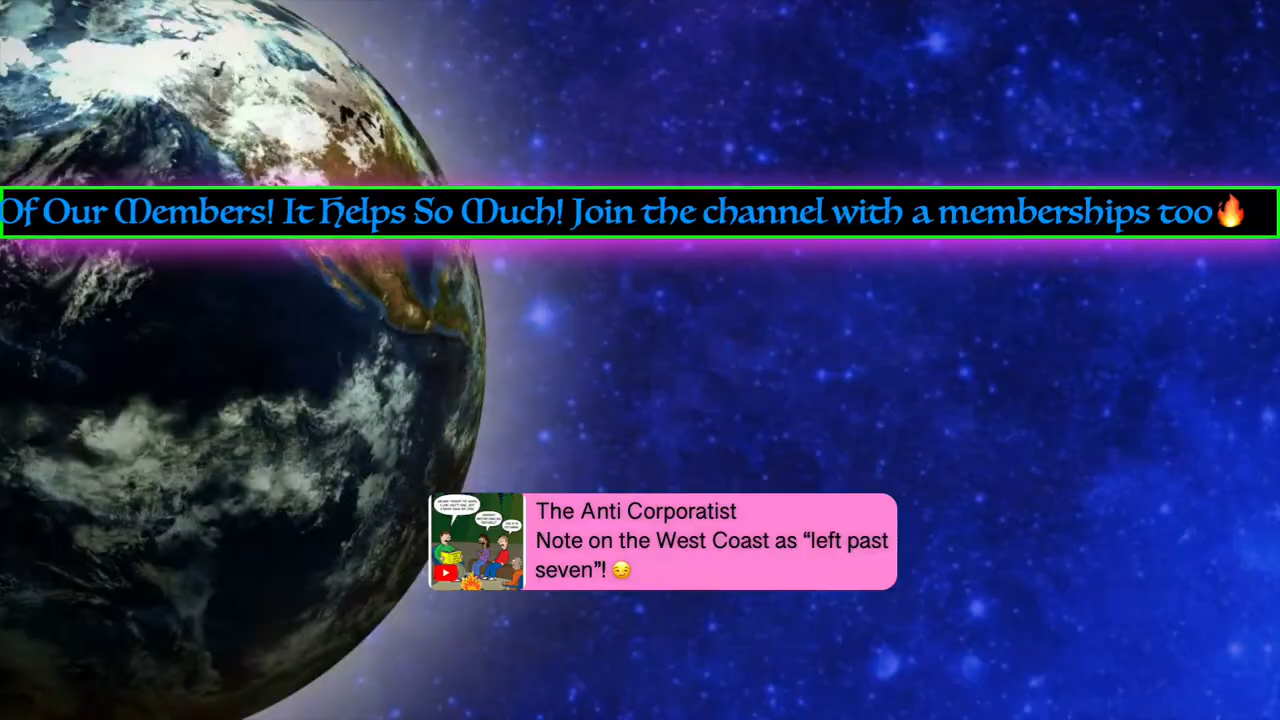 Of Our Members! It Helps So Much! Join the channel with a memberships too🔥
The Anti Corporatist
Note on the West Coast as “left past
seven”! 😏